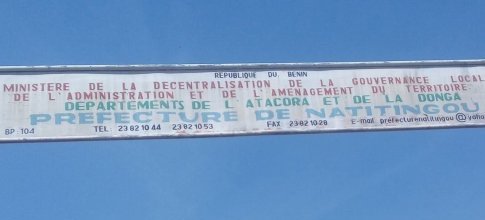 REPUBLIQUE DU BENIN
MINISTERE DE LA DECENTRALISATION DE LA GOUVERNANCE LOCAL
DE L'ADMINISTRATION ET DE L'AMENAGEMENT DU TERRITOIRE
DEPARTEMENTS DE L'ATACORA ET DE LA DONGA
PREFECTURE DE NATITINGOU
BP 104 TEL 23 82 10 44 23 82 10 53 FAX 23 82 10 28 E-mail prefecturenatitingou@yaho